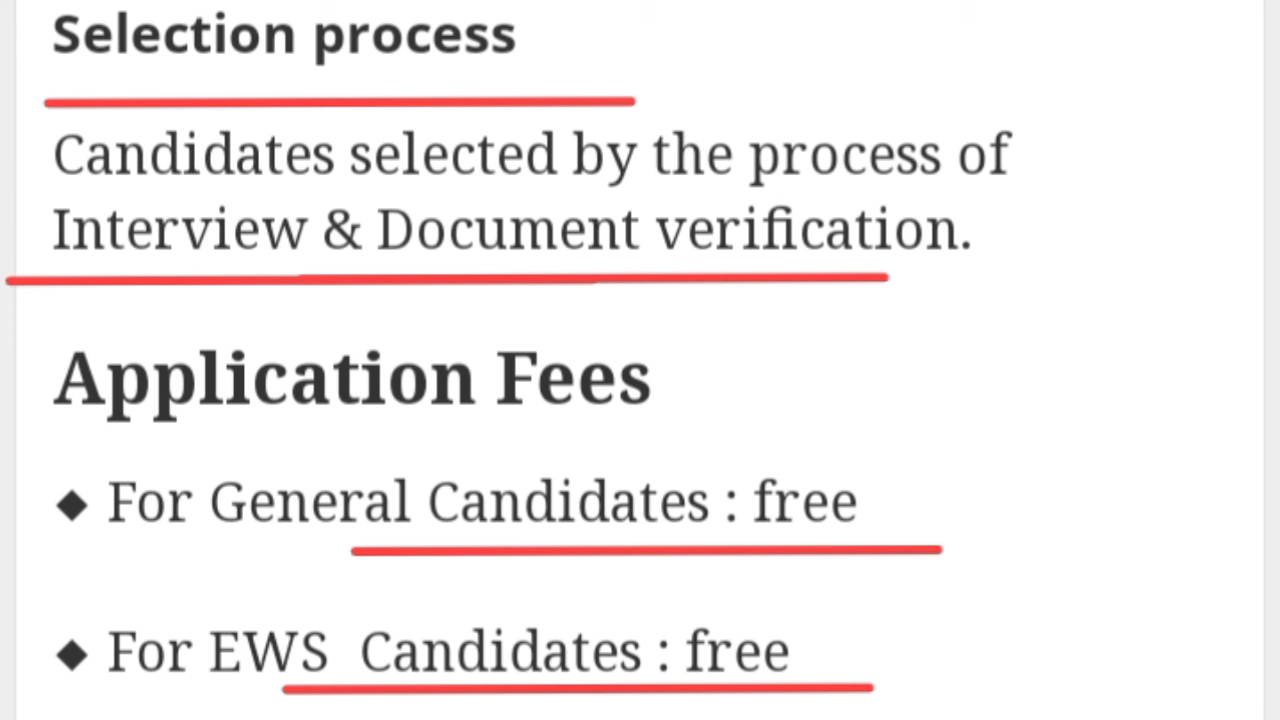 Selection process
Candidates selected by the process of
Interview & Document verification.
Application Fees
◆ For General Candidates : free
◆ For EWS  Candidates : free